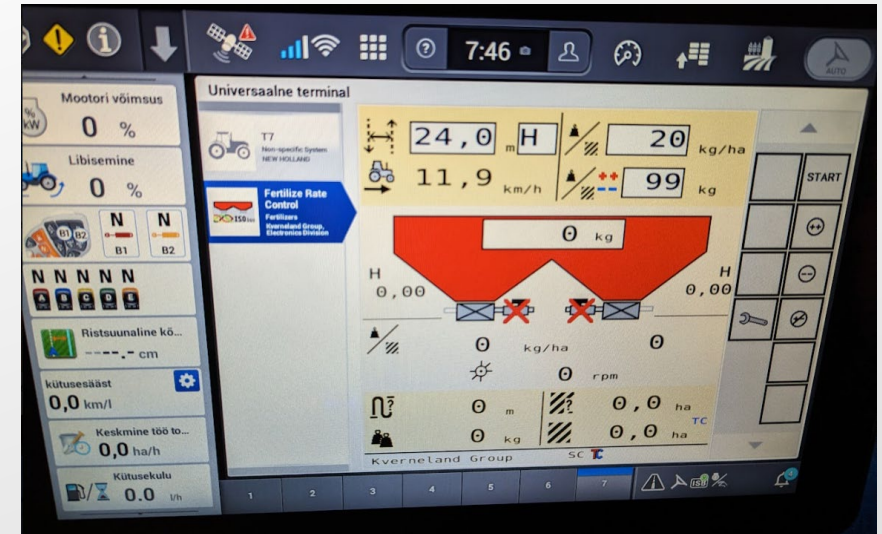 7:46
AUTO
% kW
Mootori võimsus
0 %
Libisemine
0 %
B1 B2
N N
B1 B2
N N N N N
A B C D E
Ristsuunaline kö...
----.- cm
kütusesääst
0,0 km/l
Keskmine töö to...
0,0 ha/h
Kütusekulu
0.0 l/h
Universaalne terminal
T7
Non-specific System
NEW HOLLAND
Fertilize Rate
Control
Fertilizers
Kverneland Group,
Electronics Division
24,0 m H
20 kg/ha
11,9 km/h
++ -- 99 kg
0 kg
H
0,00
H
0,00
0 kg/ha 0
0 rpm
? 0 m ? 0,0 ha
TC
0 kg 0,0 ha
Kverneland Group SC TC
START
++
--
1 2 3 4 5 6 7